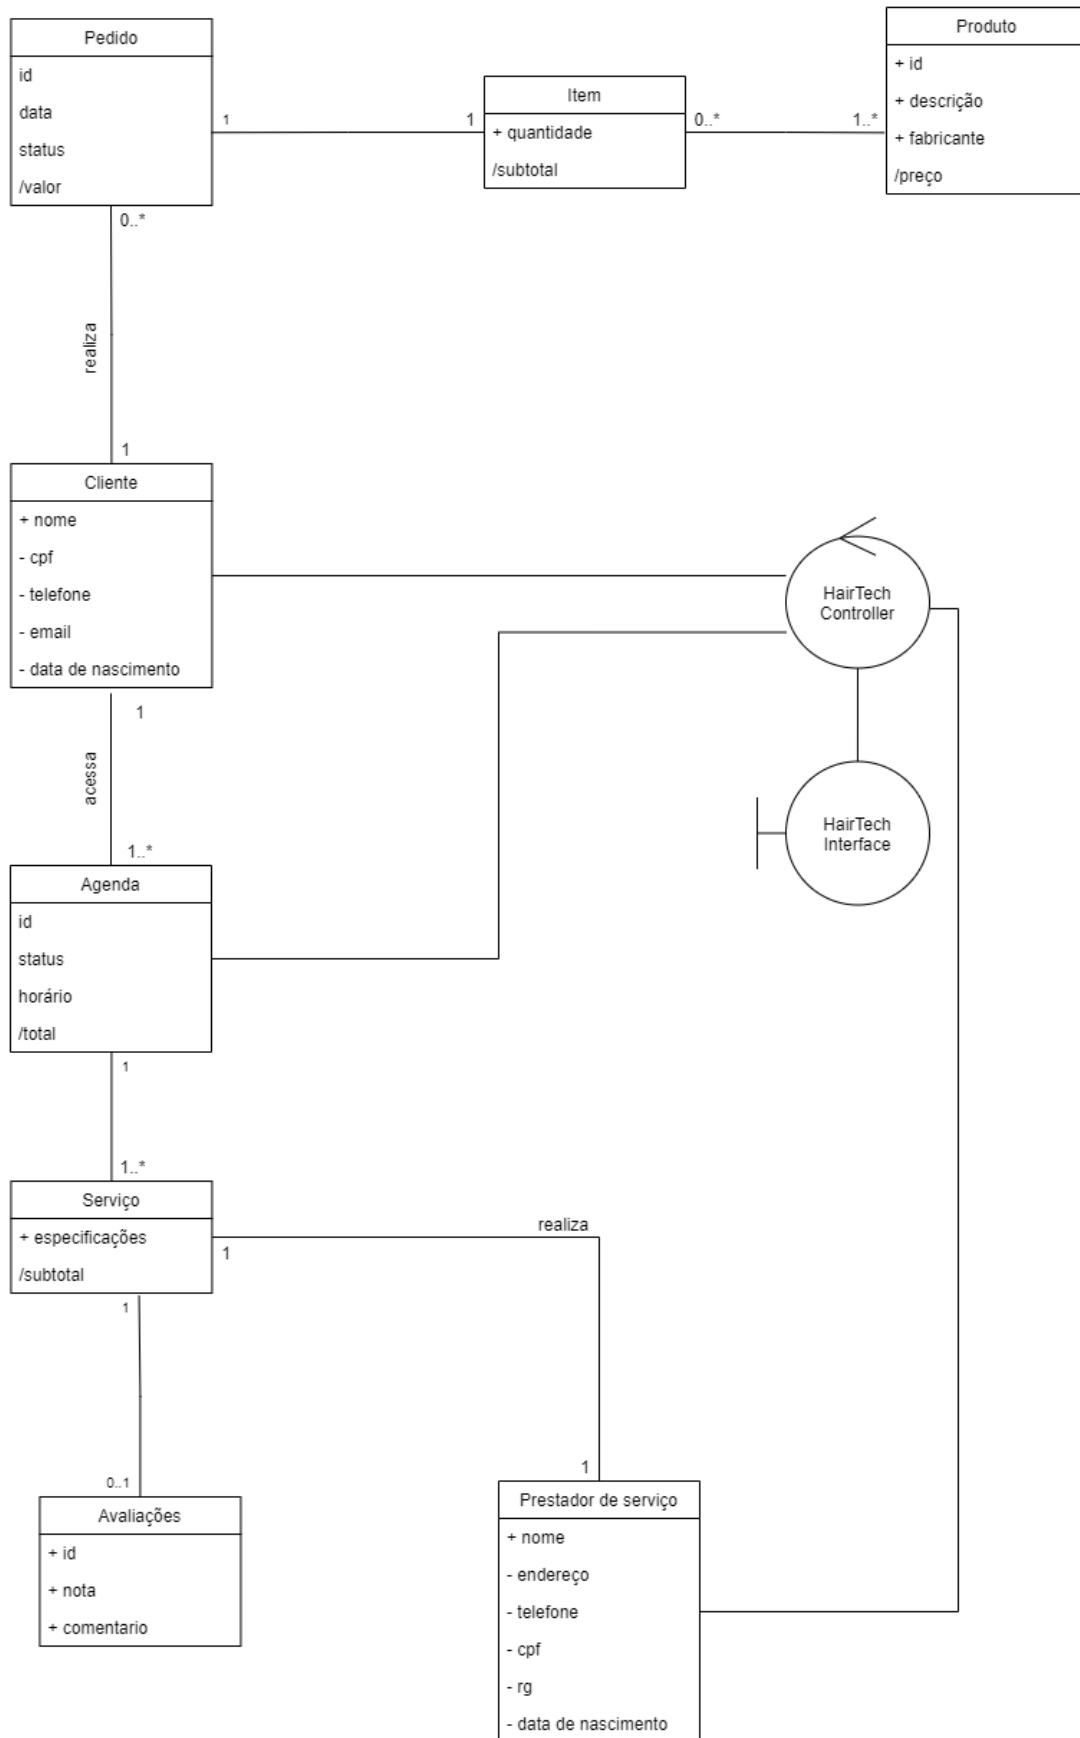 Pedido
id
data
status
/valor
1
1
Item
+ quantidade
/subtotal
0..*
1..*
Produto
+ id
+ descrição
+ fabricante
/preço
0..*
realiza
1
Cliente
+ nome
- cpf
- telefone
- email
- data de nascimento
HairTech
Controller
HairTech
Interface
1
acessa
1..*
Agenda
id
status
horário
/total
1
1..*
Serviço
+ especificações
/subtotal
1
realiza
1
1
0..1
Avaliações
+ id
+ nota
+ comentario
Prestador de serviço
+ nome
- endereço
- telefone
- cpf
- rg
- data de nascimento